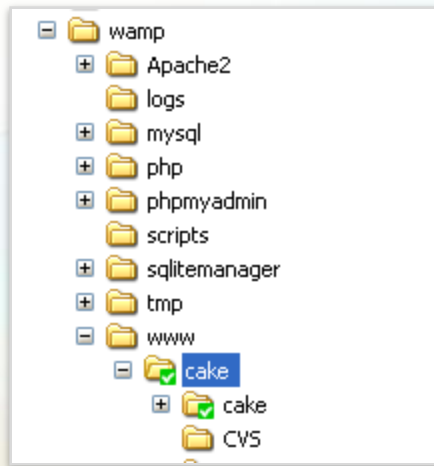 wamp
Apache2
logs
mysql
php
phpmyadmin
scripts
sqlitemanager
tmp
www
cake
cake
CVS